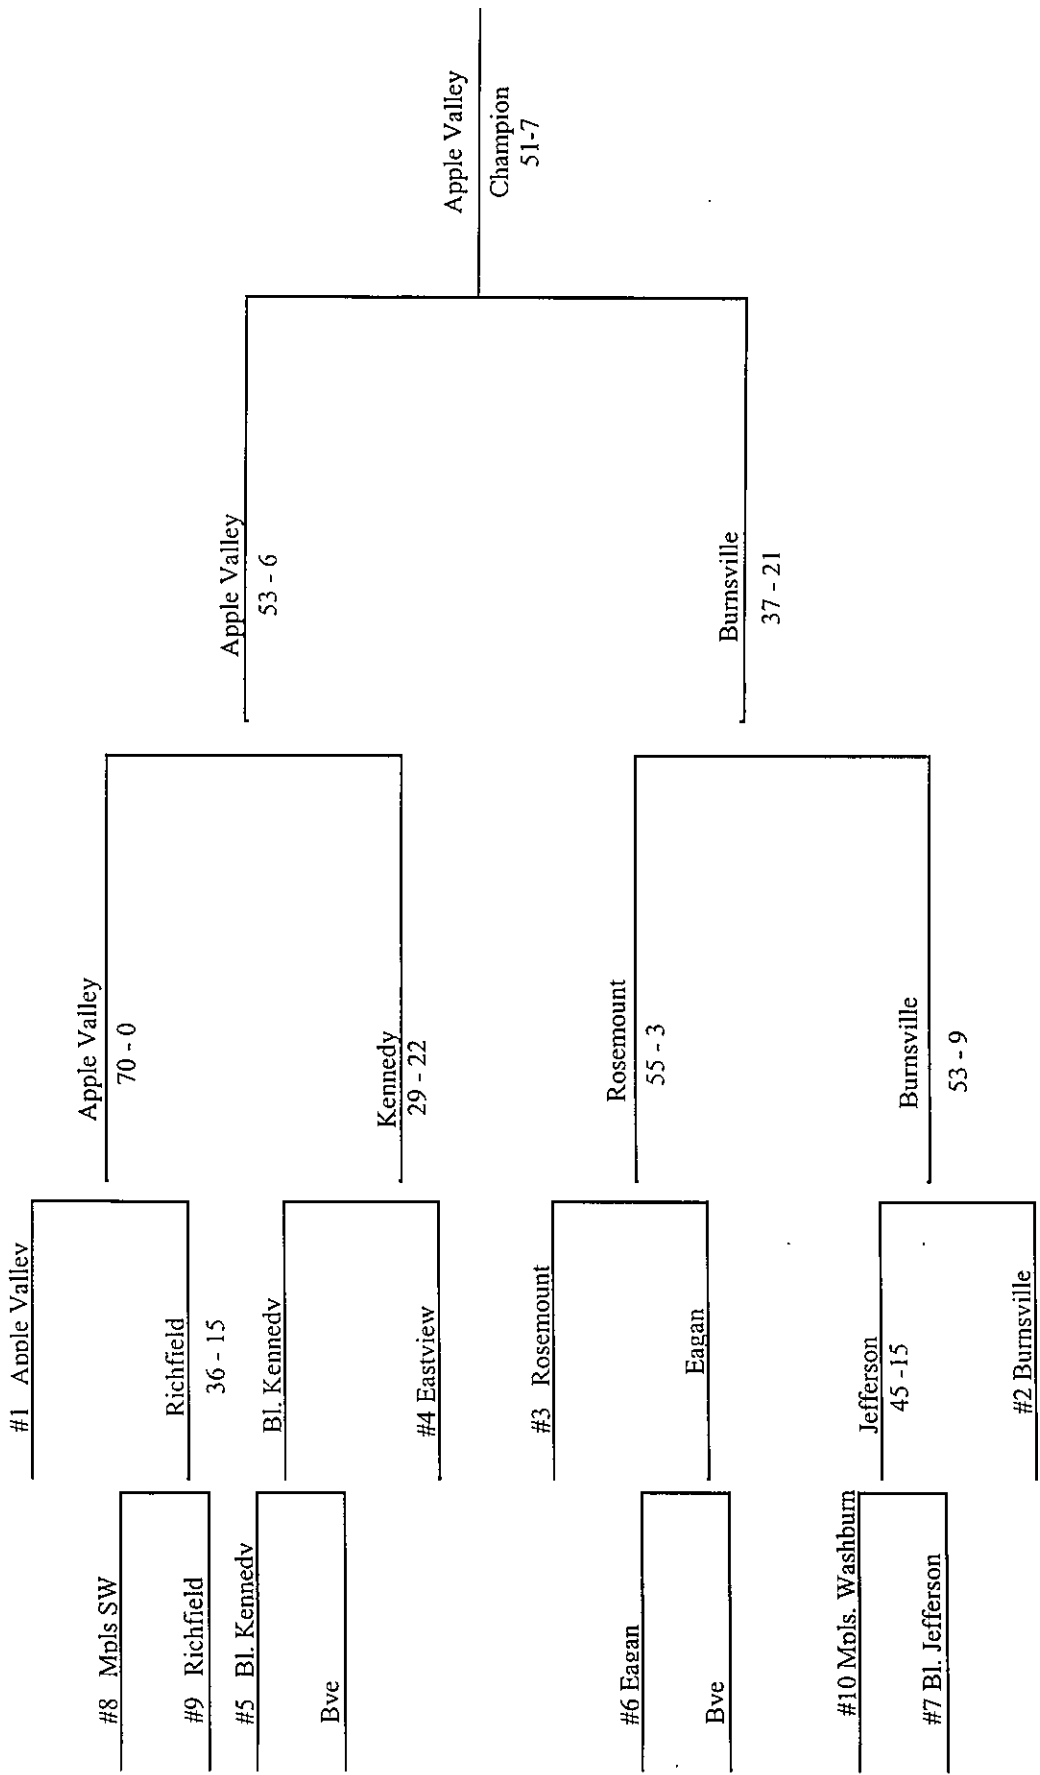 #8 Mpls SW
#9 Richfield
#5 Bl. Kennedy
Bye
#6 Eagan
Bye
#10 Mpls. Washburn
#7 Bl. Jefferson
#1 Apple Valley
Richfield
36 - 15
Bl. Kennedy
#4 Eastview
#3 Rosemount
Eagan
Jefferson
45 -15
#2 Burnsville
Apple Valley
70 - 0
Kennedy
29 - 22
Rosemount
55 - 3
Burnsville
53 - 9
Apple Valley
53 - 6
Burnsville
37 - 21
Apple Valley
Champion
51-7